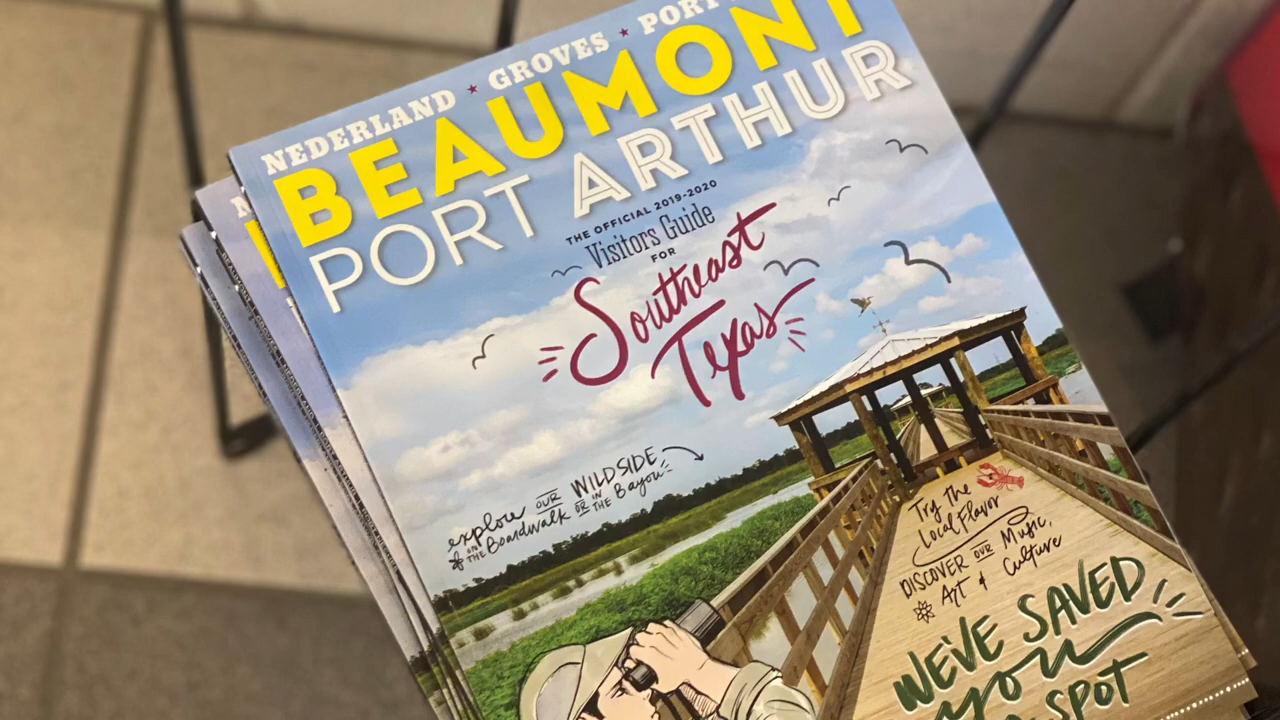 NEDERLAND ★ GROVES ★ PORT
BEAUMONT
PORT ARTHUR
THE OFFICIAL 2019-2020
Visitors Guide
FOR
Southeast
Texas
explore OUR WILDSIDE
ON THE Boardwalk OR IN THE Bayou
Try the
Local Flavor
DISCOVER OUR Music,
Art & Culture
WE'VE SAVED
you
A SPOT